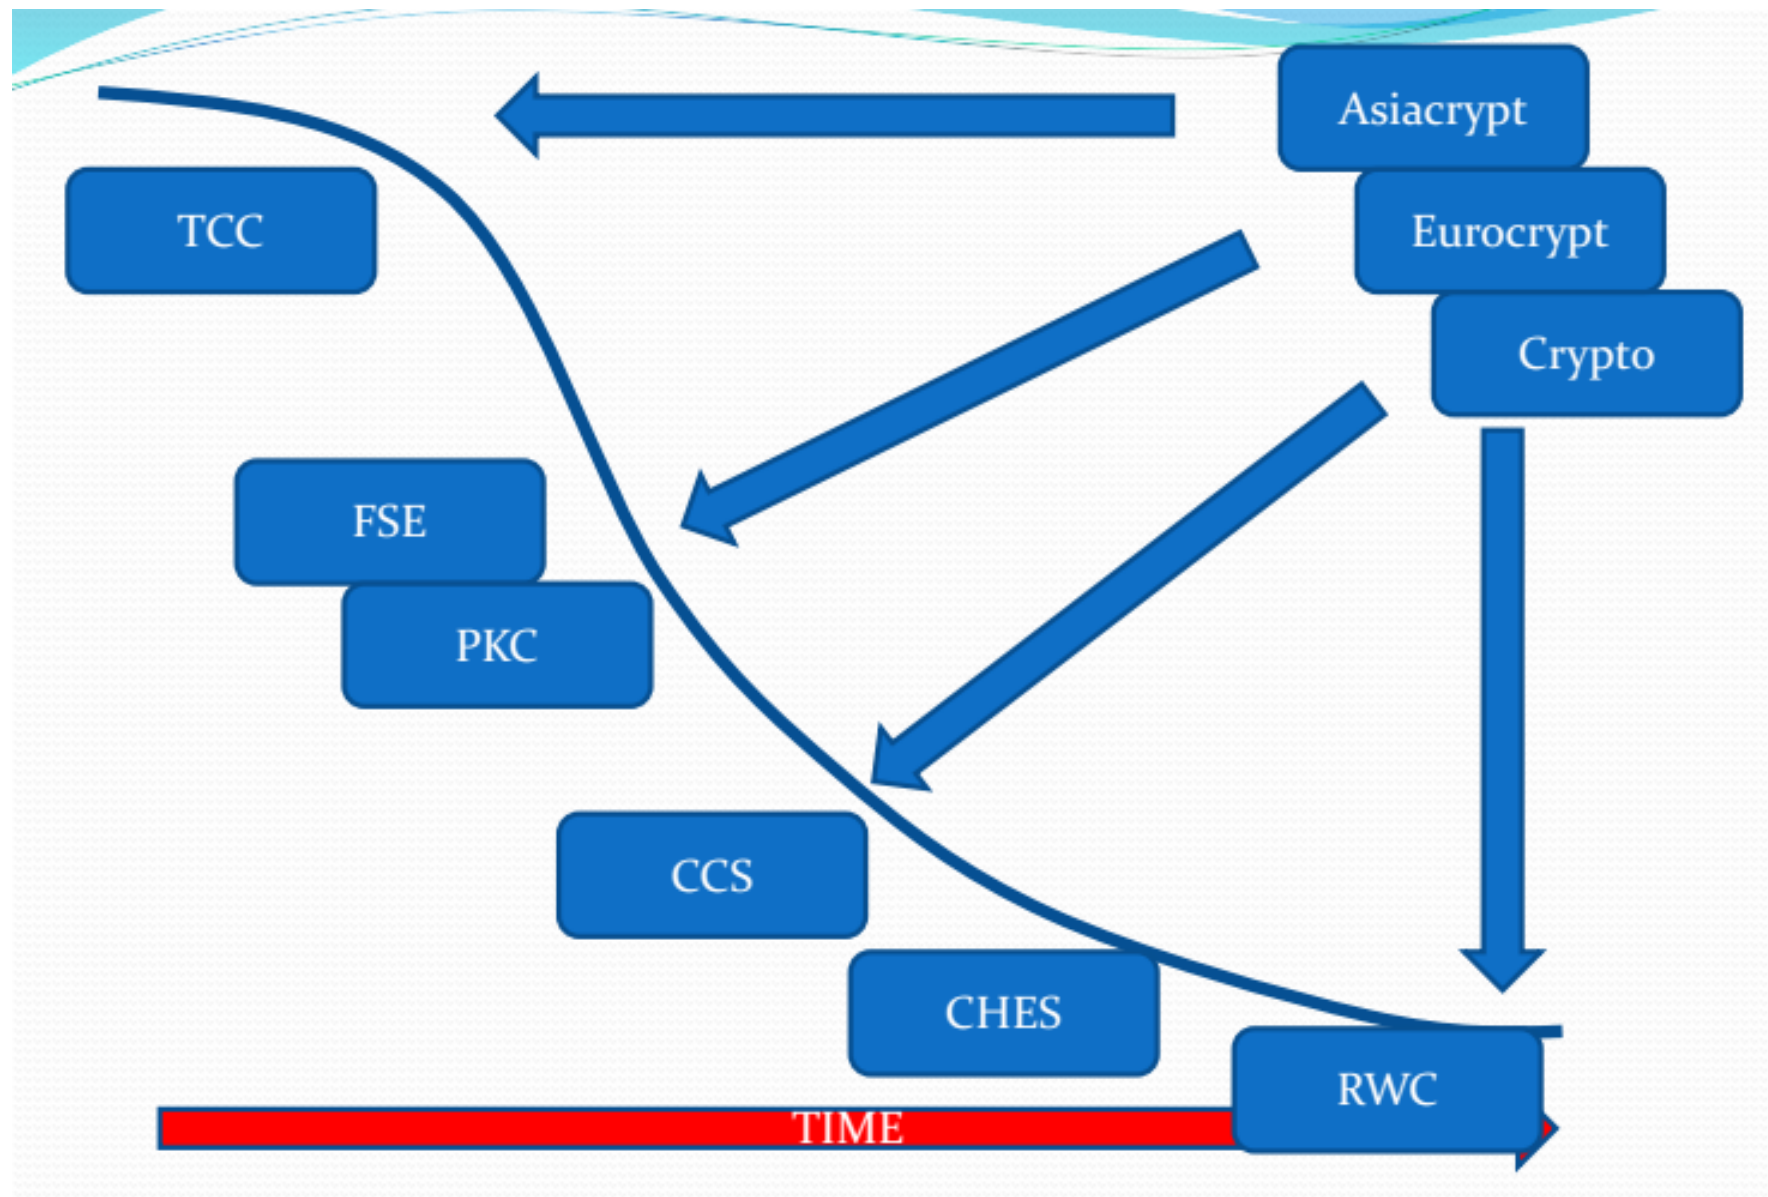 Asiacrypt
TCC
Eurocrypt
Crypto
FSE
PKC
CCS
CHES
RWC
TIME